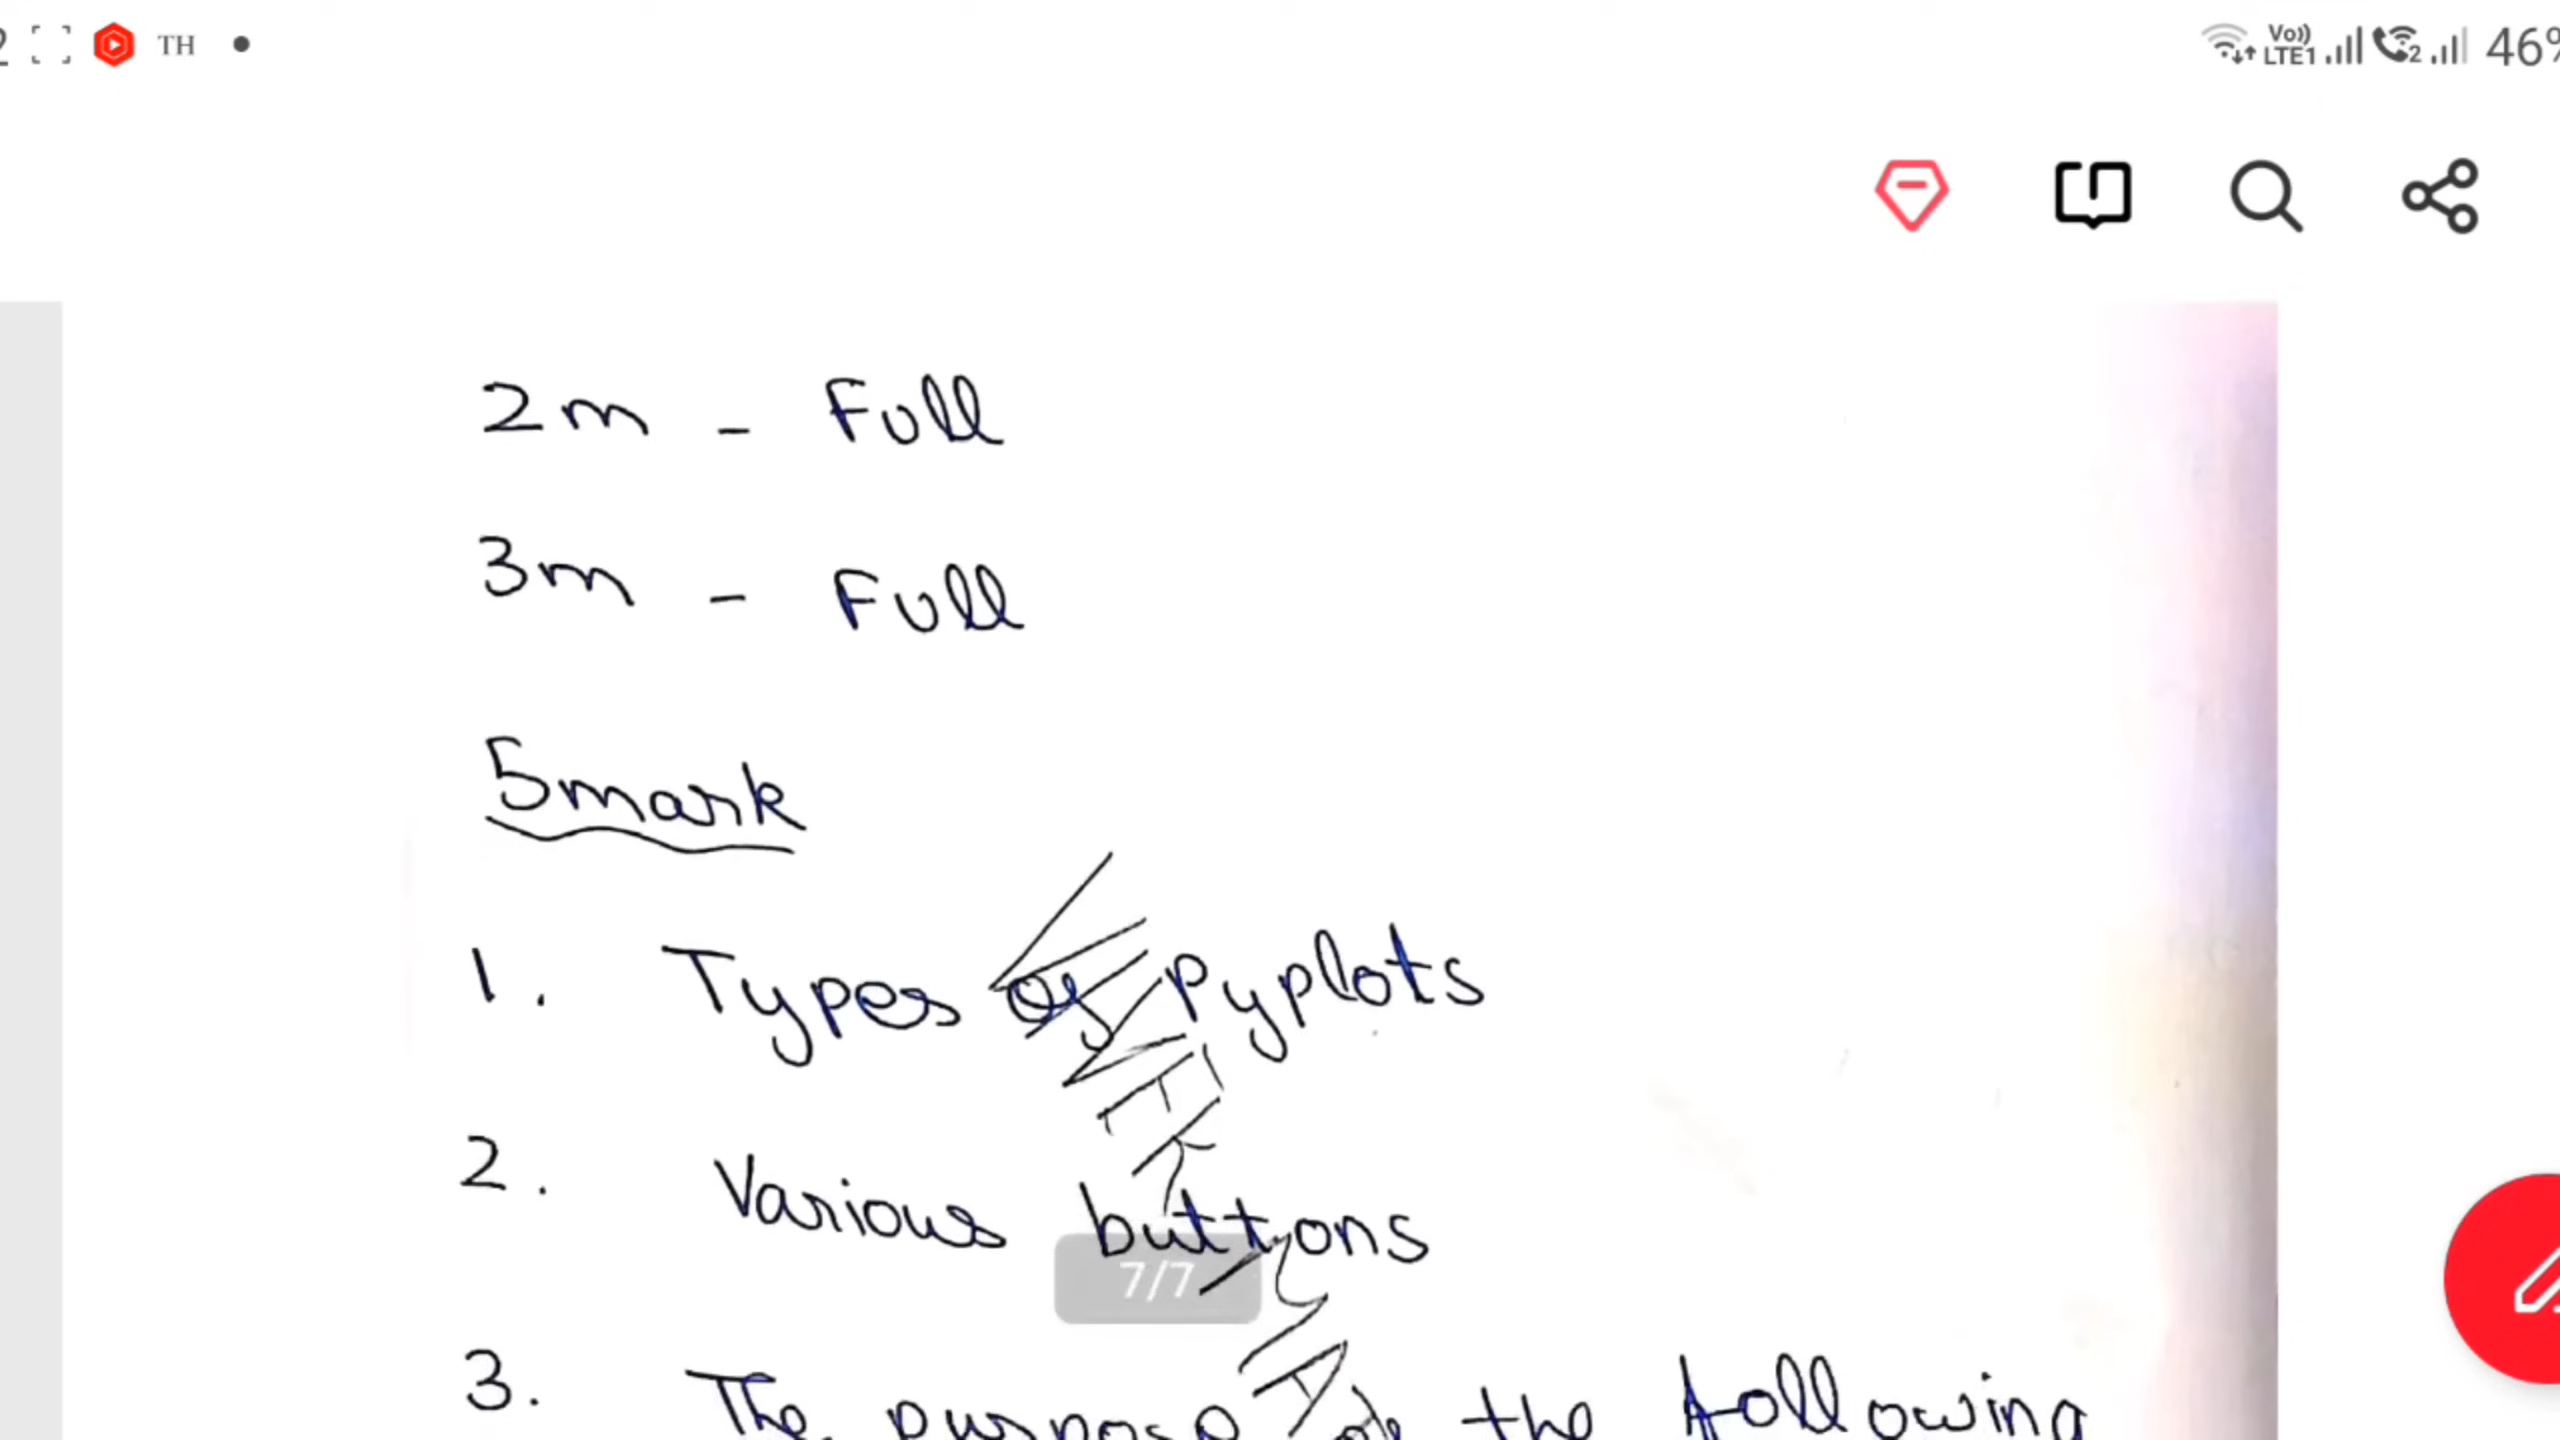 TH
Vo))
LTE1
2
46%
2m - Full
3m - Full
5mark
1. Types of Pyplots
2. Various buttons
7/7
3. The purpose of the following